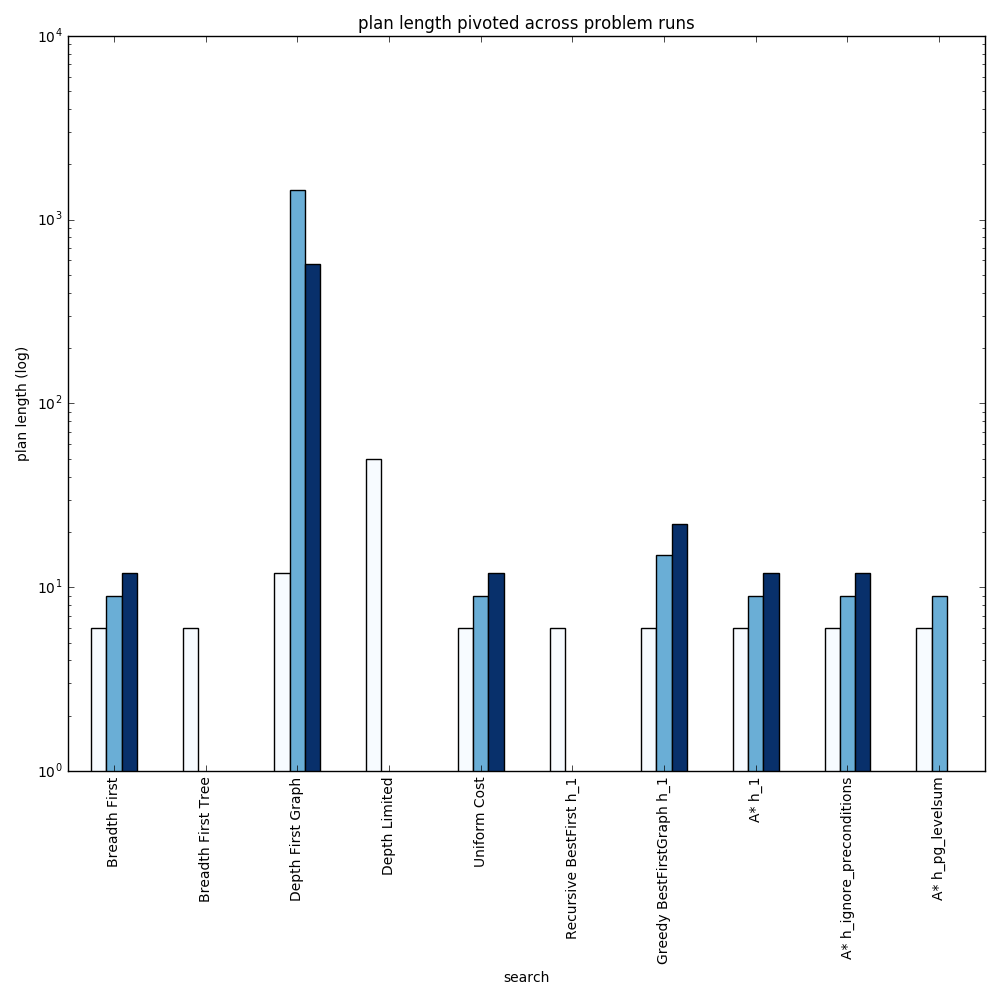 plan length pivoted across problem runs
10^4
10^3
10^2
10^1
10^0
plan length (log)
Breadth First
Breadth First Tree
Depth First Graph
Depth Limited
Uniform Cost
Recursive BestFirst h_1
Greedy BestFirstGraph h_1
A* h_1
A* h_ignore_preconditions
A* h_pg_levelsum
search